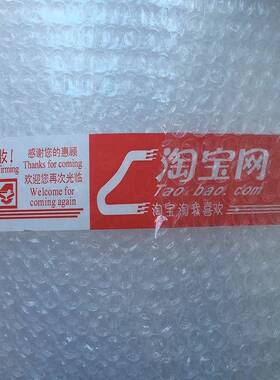 收！
感谢您的惠顾
Thanks for coming
欢迎您再次光临
Welcome for
coming again
淘宝网
Taobao.com
淘宝 淘我喜欢